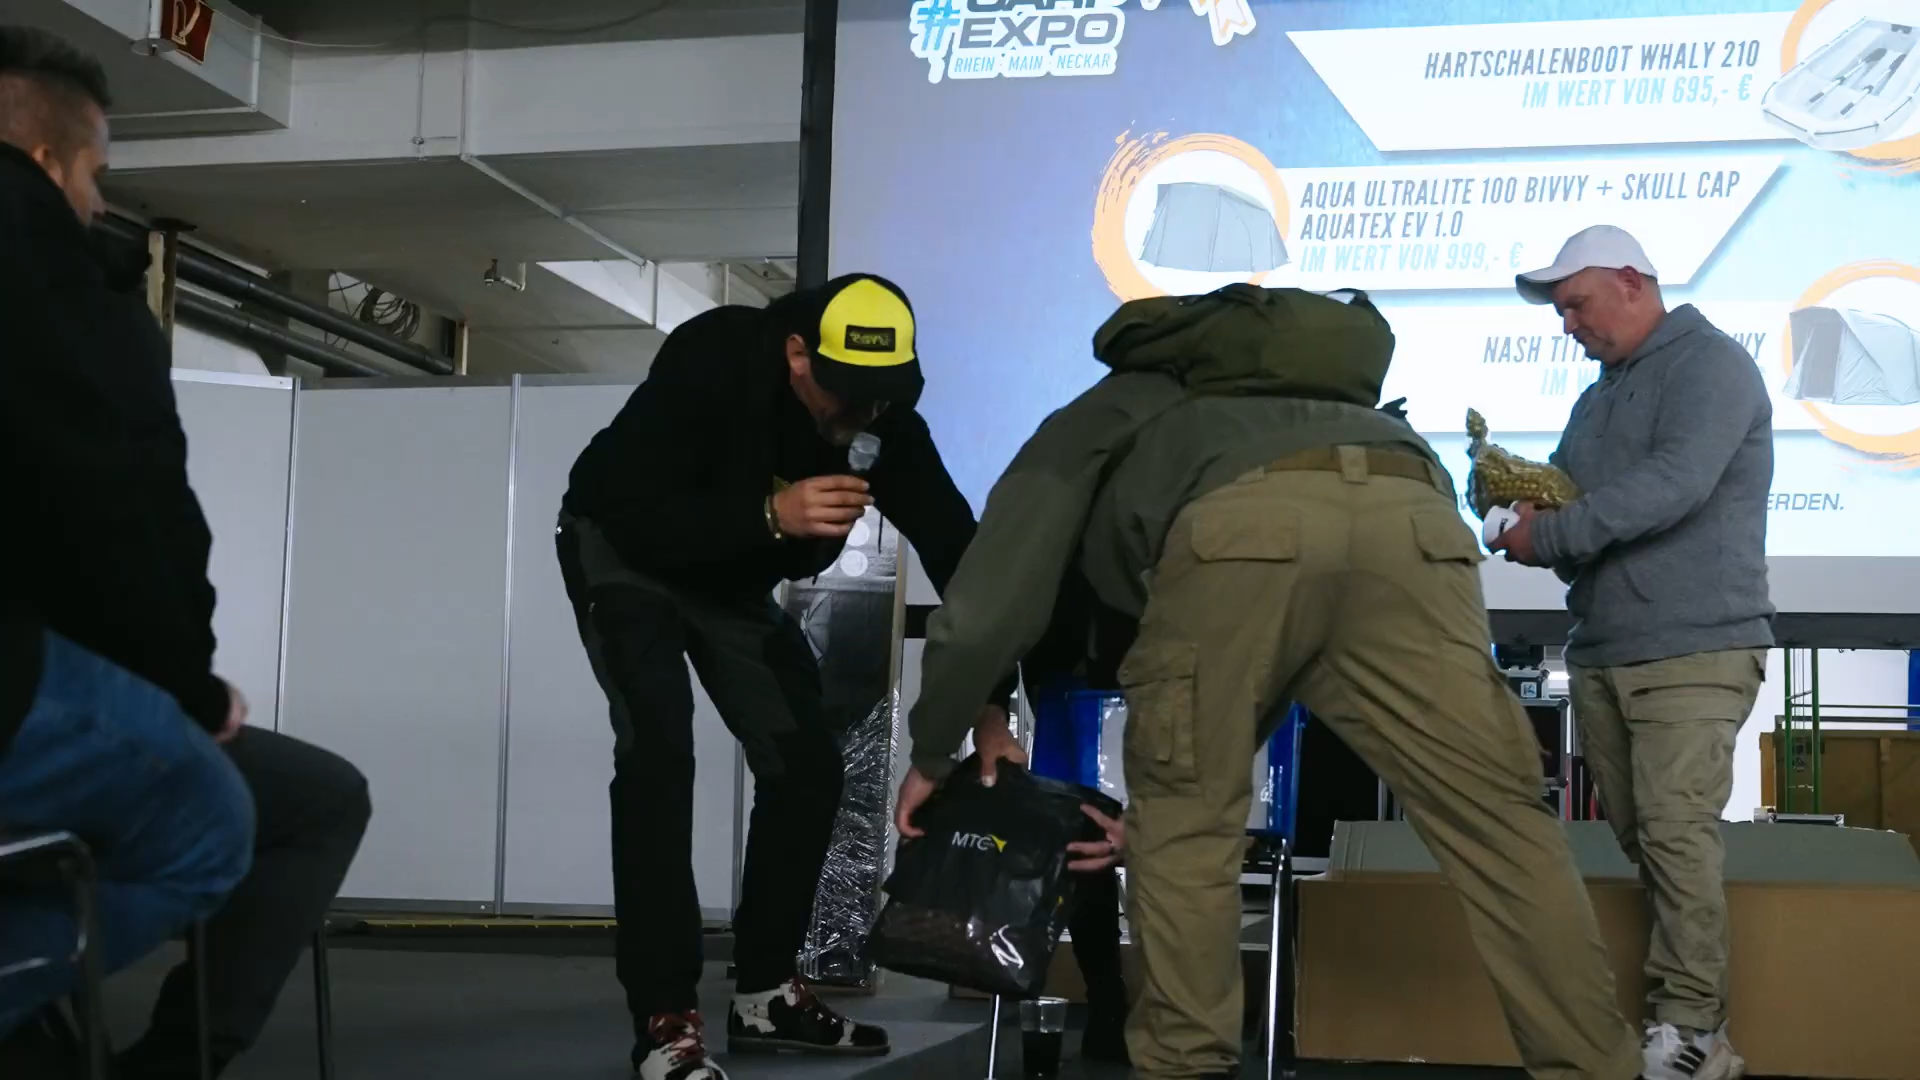 #CARP
EXPO
RHEIN · MAIN · NECKAR
HARTSCHALENBOOT WHALY 210
IM WERT VON 695,- €
AQUA ULTRALITE 100 BIVVY + SKULL CAP
AQUATEX EV 1.0
IM WERT VON 999,- €
NASH
IM
MTC